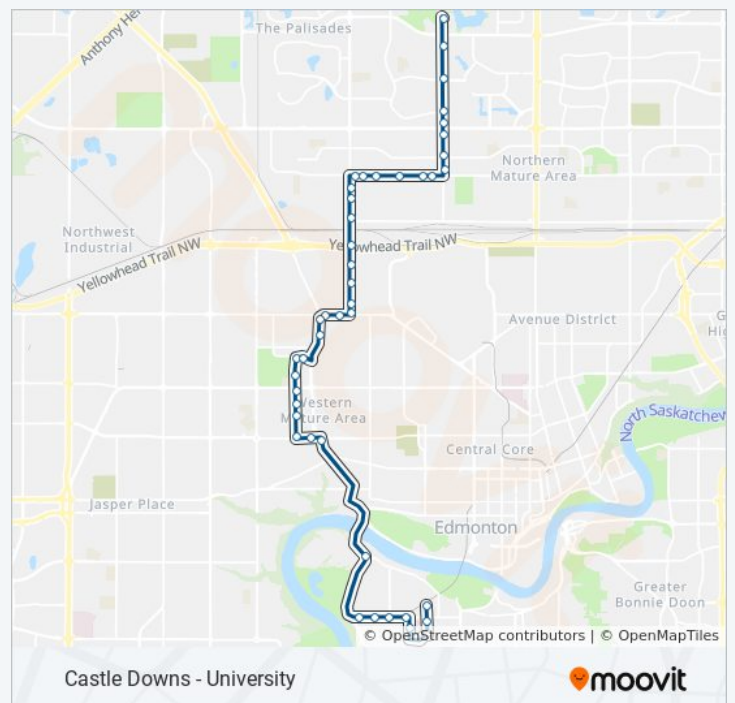 The Palisades
Anthony He
Northern
Mature Area
Northwest
Industrial
Yellowhead Trail NW
Yellowhead Trail NW
Avenue District
G
Hi
Western
Mature Area
North Saskatchew
Central Core
Jasper Place
Edmonton
Greater
Bonnie Doon
© OpenStreetMap contributors | © OpenMapTiles
Castle Downs - University
moovit